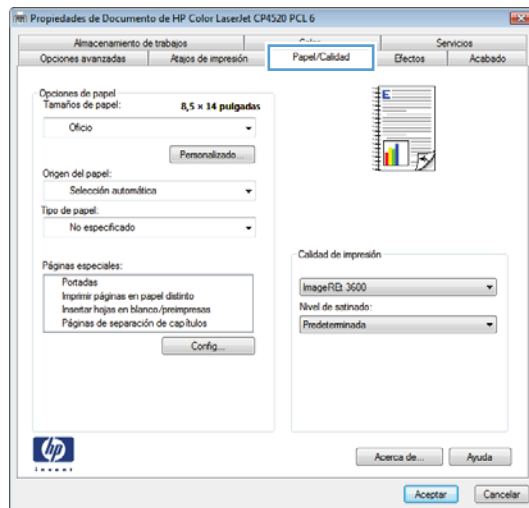 Propiedades de Documento de HP Color LaserJet CP4520 PCL 6
Almacenamiento de trabajos
Color
Servicios
Opciones avanzadas
Atajos de impresión
Papel/Calidad
Efectos
Acabado
Opciones de papel
Tamaños de papel:
8,5 × 14 pulgadas
Oficio
Personalizado...
Origen del papel:
Selección automática
Tipo de papel:
No especificado
Páginas especiales:
Portadas
Imprimir páginas en papel distinto
Insertar hojas en blanco/preimpresas
Páginas de separación de capítulos
Config...
E
Calidad de impresión
ImageREt 3600
Nivel de satinado:
Predeterminada
hp
invent
Acerca de...
Ayuda
Aceptar
Cancelar